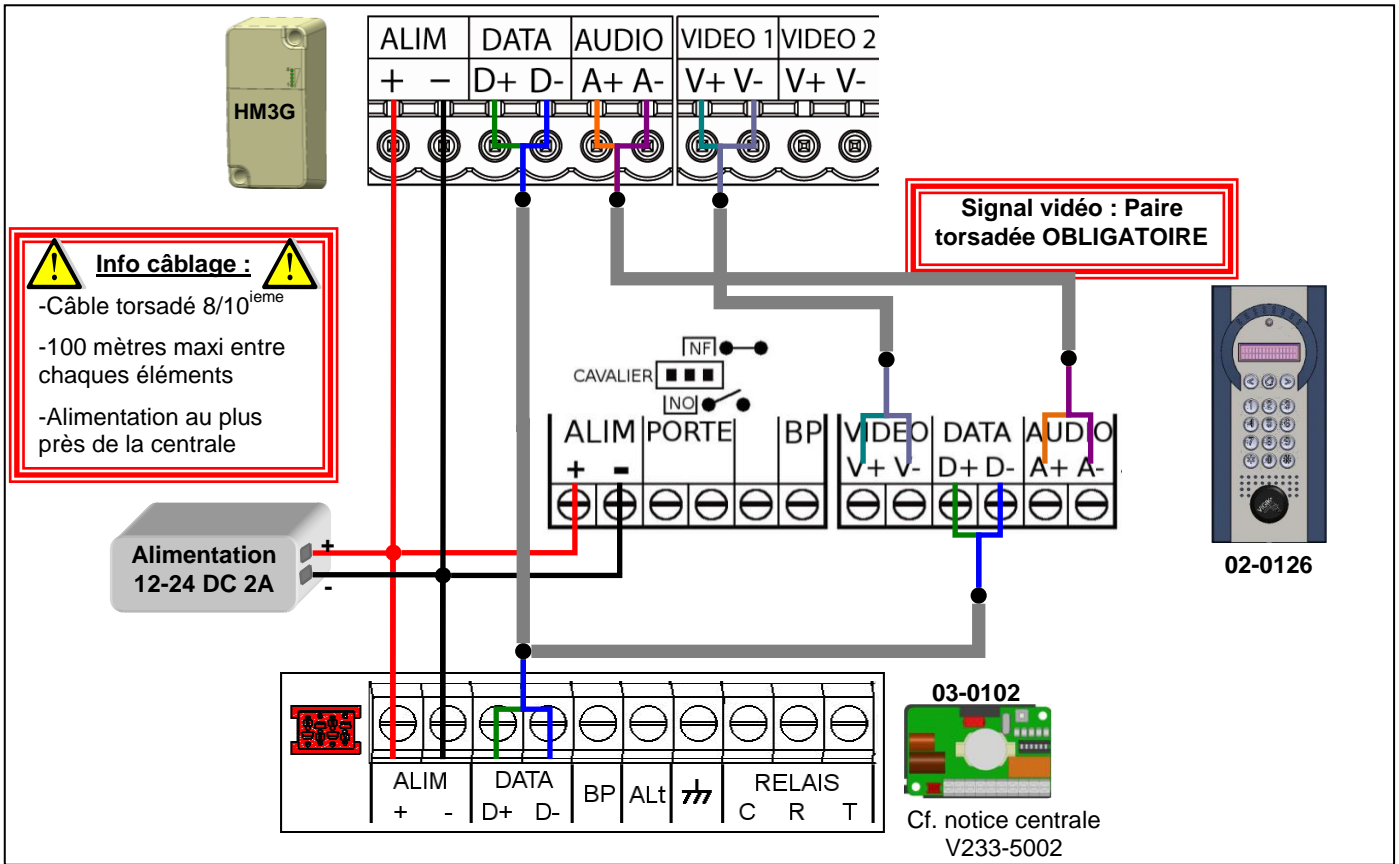 ALIM DATA AUDIO VIDEO 1 VIDEO 2
+ − D+ D- A+ A- V+ V- V+ V-
HM3G
Signal vidéo : Paire
torsadée OBLIGATOIRE
Info câblage :
-Câble torsadé 8/10ieme
-100 mètres maxi entre
chaques éléments
-Alimentation au plus
près de la centrale
NF
CAVALIER
NO
ALIM PORTE BP VIDEO DATA AUDIO
+ - V+ V- D+ D- A+ A-
Alimentation
12-24 DC 2A
+
-
02-0126
03-0102
ALIM DATA BP ALt RELAIS
+ - D+ D- C R T
Cf. notice centrale
V233-5002